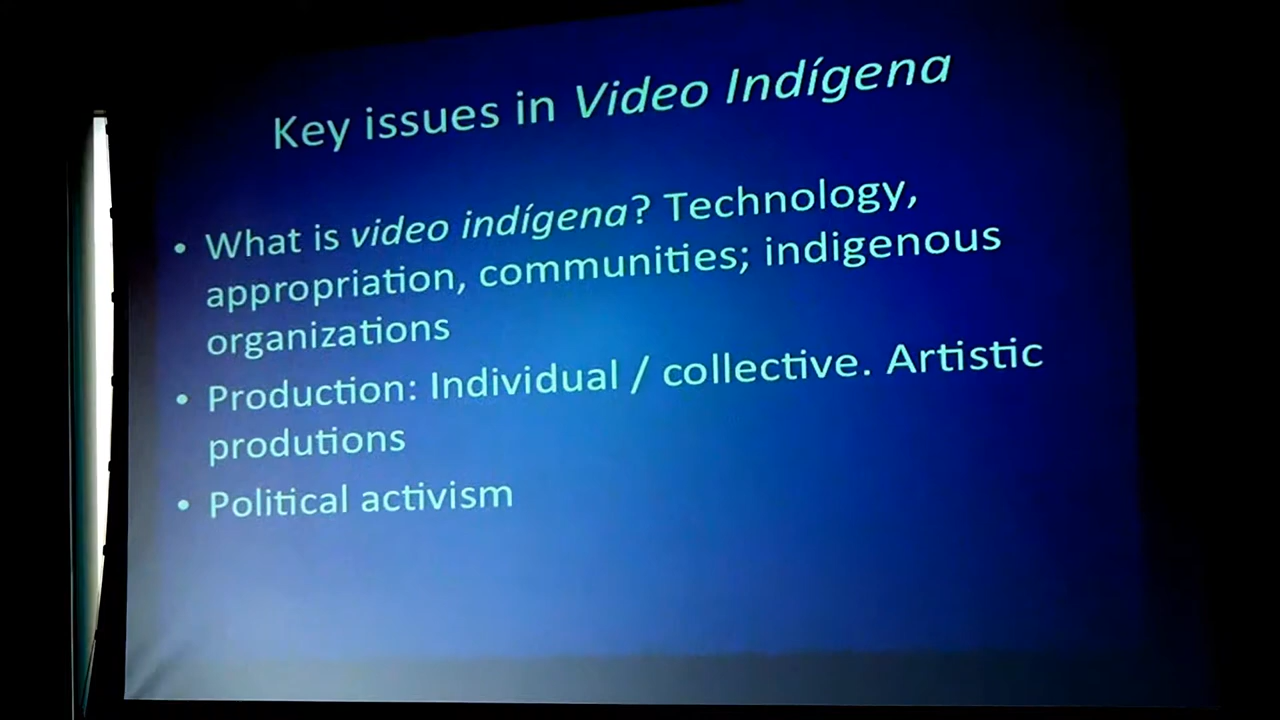 Key issues in Video Indígena
• What is video indígena? Technology,
appropriation, communities; indigenous
organizations
• Production: Individual / collective. Artistic
produtions
• Political activism